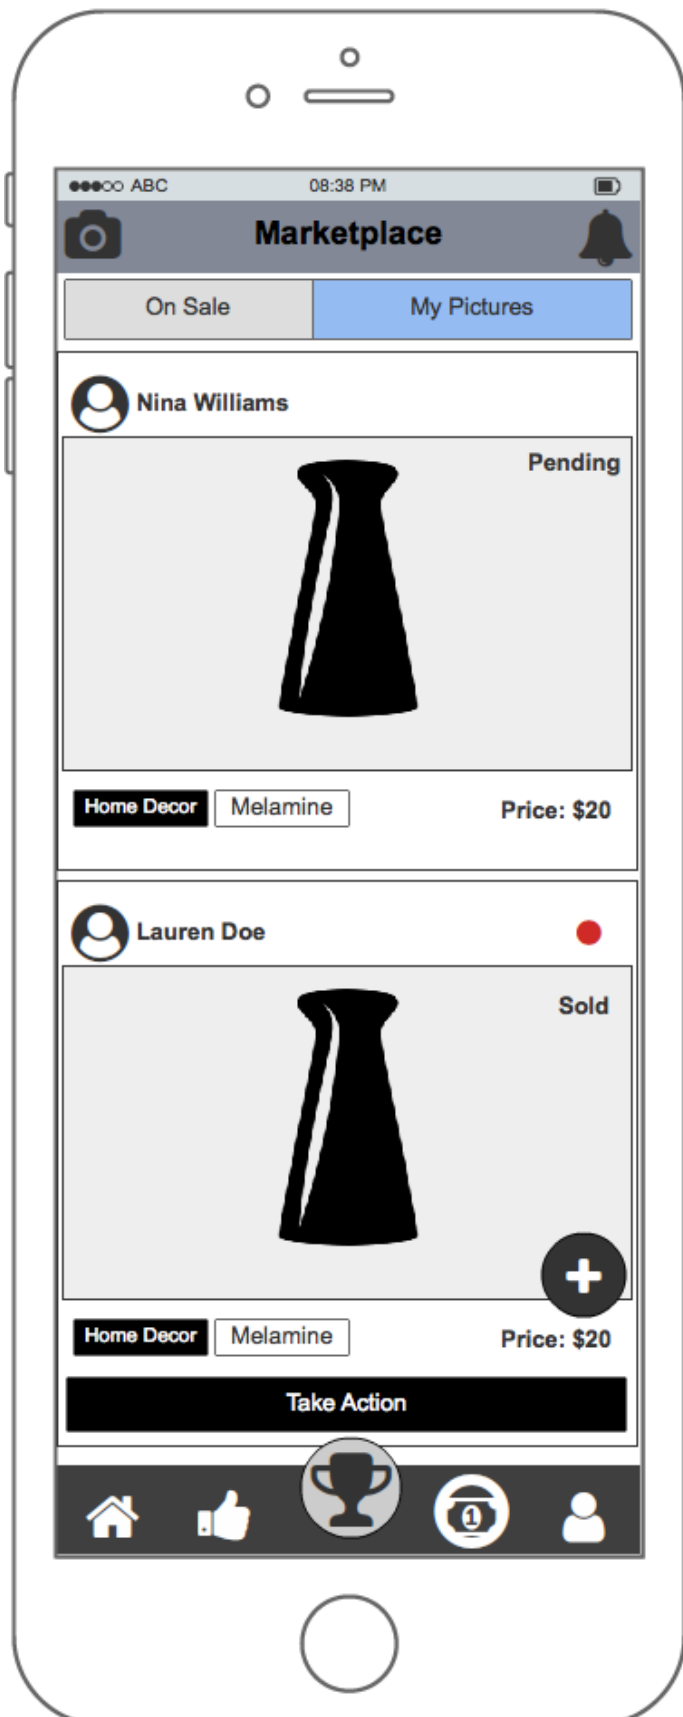 ABC 08:38 PM
Marketplace
On Sale My Pictures
Nina Williams
Pending
Home Decor Melamine Price: $20
Lauren Doe
Sold
Home Decor Melamine Price: $20
Take Action
1